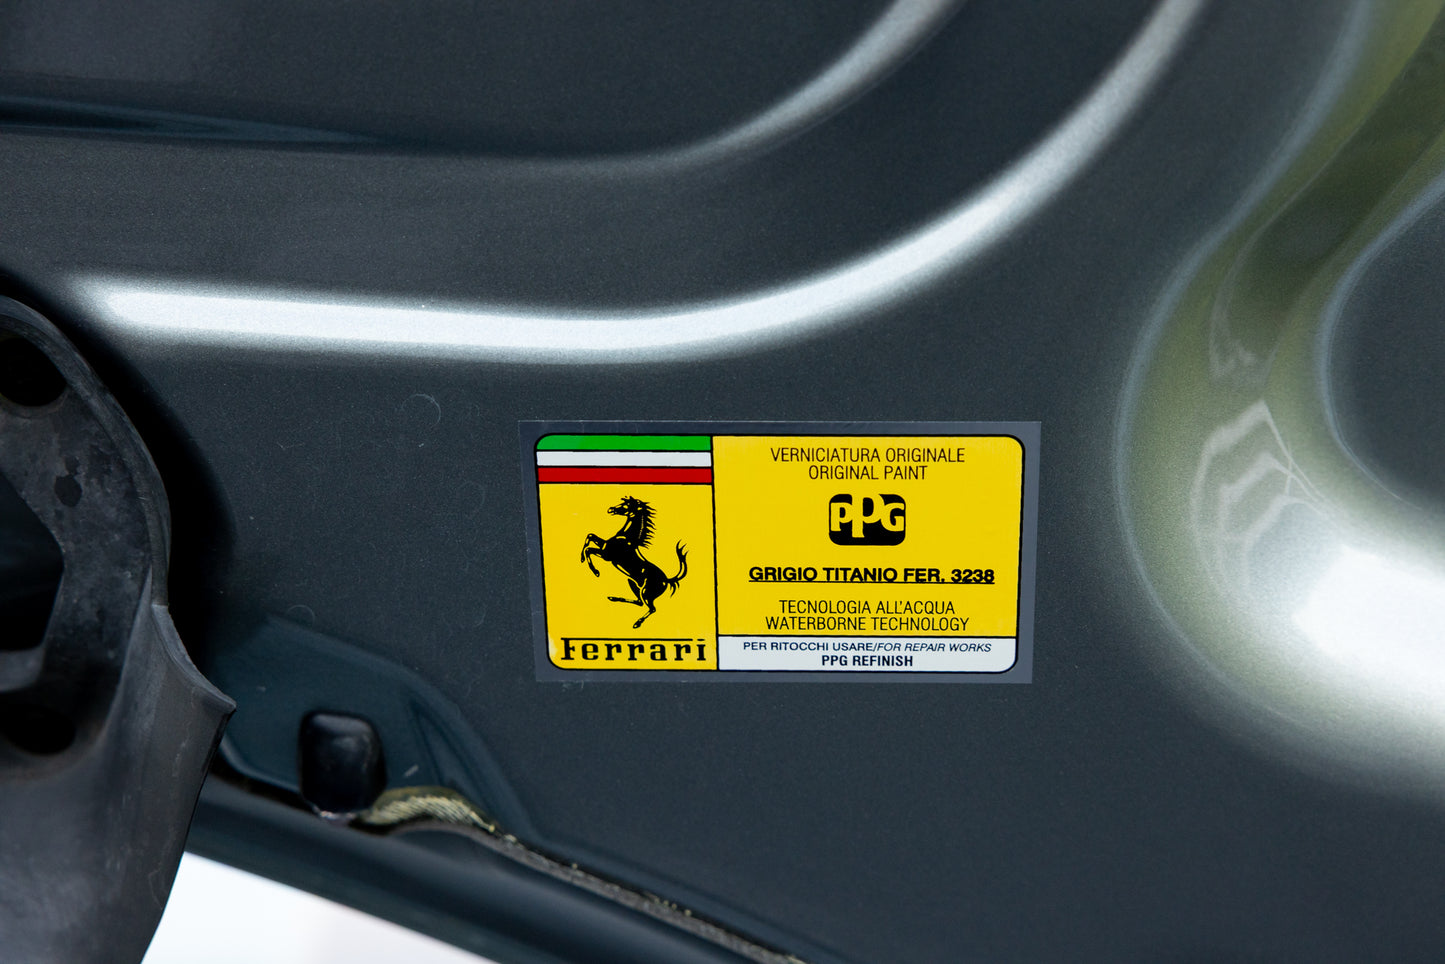 VERNICIATURA ORIGINALE
ORIGINAL PAINT
PPG
GRIGIO TITANIO FER. 3238
TECNOLOGIA ALL'ACQUA
WATERBORNE TECHNOLOGY
Ferrari
PER RITOCCHI USARE/FOR REPAIR WORKS
PPG REFINISH